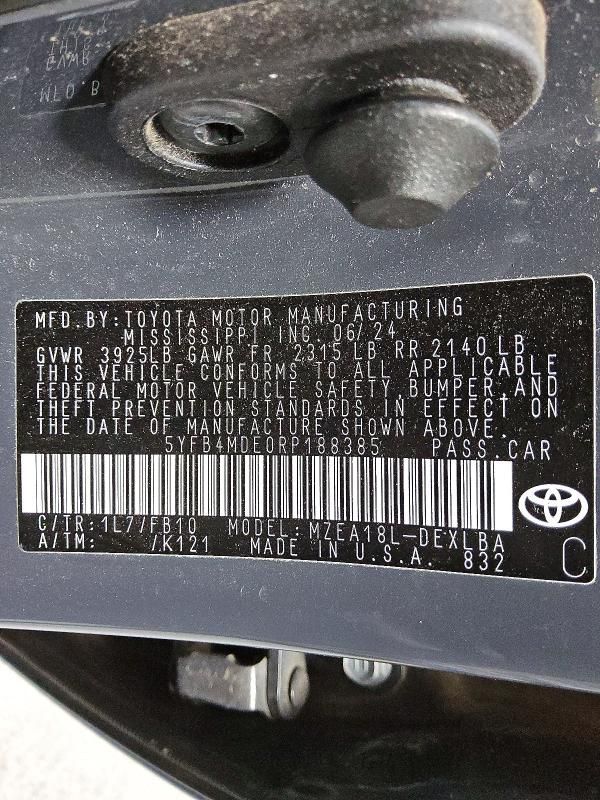 MFD.BY:TOYOTA MOTOR MANUFACTURING
MISSISSIPPI INC 06/24
GVWR 3925LB GAWR FR 2315 LB RR 2140 LB
THIS VEHICLE CONFORMS TO ALL APPLICABLE
FEDERAL MOTOR VEHICLE SAFETY,BUMPER,AND
THEFT PREVENTION STANDARDS IN EFFECT ON
THE DATE OF MANUFACTURE SHOWN ABOVE.
5YFB4MDE0RP188385 PASS.CAR
C/TR:1L7/FB10 MODEL:MZEA18L-DEXLBA
A/TM: /K121 MADE IN U.S.A. 832 C